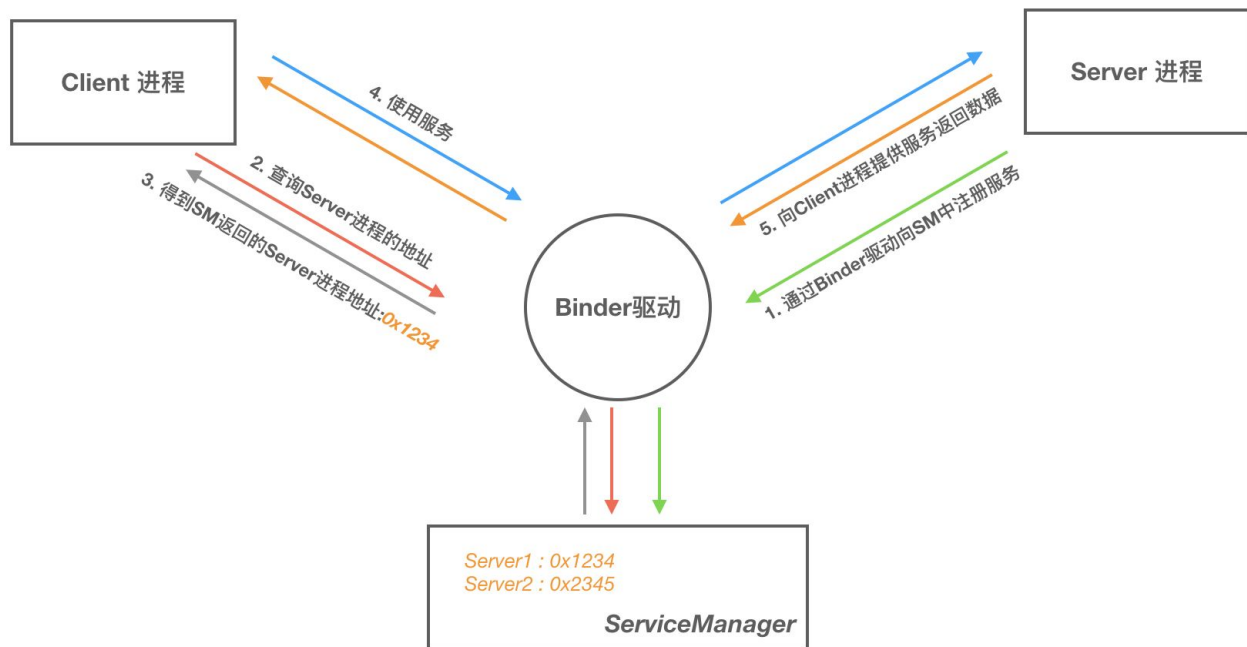 Client 进程
Server 进程
4. 使用服务
2. 查询Server进程的地址
3. 得到SM返回的Server进程地址:0x1234
5. 向Client进程提供服务返回数据
1. 通过Binder驱动向SM中注册服务
Binder驱动
Server1 : 0x1234
Server2 : 0x2345
ServiceManager